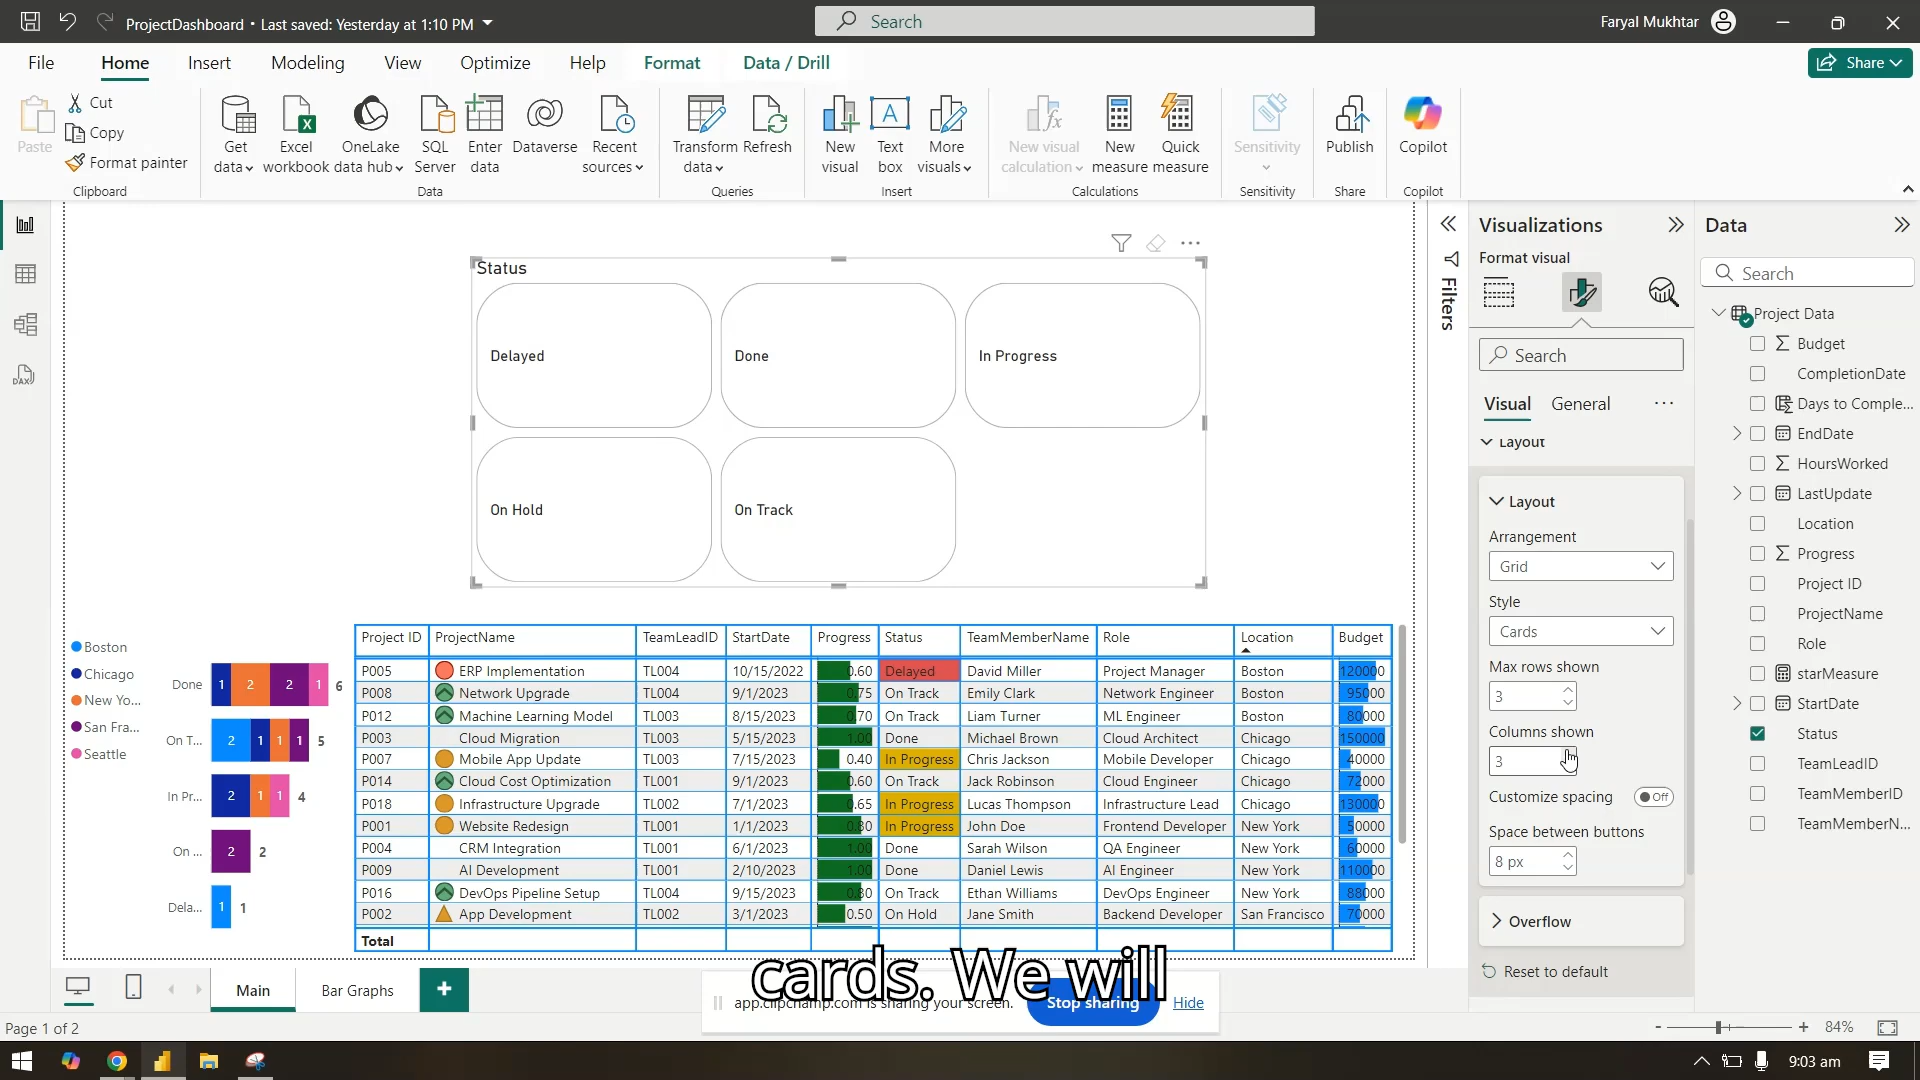 ProjectDashboard • Last saved: Yesterday at 1:10 PM
Search
Faryal Mukhtar
File Home Insert Modeling View Optimize Help Format Data / Drill
Share
Paste
Cut
Copy
Format painter
Clipboard
Get data
Excel workbook
OneLake data hub
SQL Server
Enter data
Dataverse
Recent sources
Data
Transform data
Refresh
Queries
New visual
Text box
More visuals
Insert
New visual calculation
New measure
Quick measure
Calculations
Sensitivity
Sensitivity
Publish
Share
Copilot
Copilot
Status
Delayed Done In Progress
On Hold On Track
Boston
Chicago
New Yo...
San Fra...
Seattle
Done 1 2 2 1 6
On T... 2 1 1 1 5
In Pr... 2 1 1 4
On ... 2 2
Dela... 1 1
Project ID ProjectName TeamLeadID StartDate Progress Status TeamMemberName Role Location Budget
P005 ERP Implementation TL004 10/15/2022 0.60 Delayed David Miller Project Manager Boston 120000
P008 Network Upgrade TL004 9/1/2023 0.75 On Track Emily Clark Network Engineer Boston 95000
P012 Machine Learning Model TL003 8/15/2023 0.70 On Track Liam Turner ML Engineer Boston 80000
P003 Cloud Migration TL003 5/15/2023 1.00 Done Michael Brown Cloud Architect Chicago 150000
P007 Mobile App Update TL003 7/15/2023 0.40 In Progress Chris Jackson Mobile Developer Chicago 40000
P014 Cloud Cost Optimization TL001 9/1/2023 0.60 On Track Jack Robinson Cloud Engineer Chicago 72000
P018 Infrastructure Upgrade TL002 7/1/2023 0.65 In Progress Lucas Thompson Infrastructure Lead Chicago 130000
P001 Website Redesign TL001 1/1/2023 0.80 In Progress John Doe Frontend Developer New York 50000
P004 CRM Integration TL001 6/1/2023 1.00 Done Sarah Wilson QA Engineer New York 60000
P009 AI Development TL001 2/10/2023 1.00 Done Daniel Lewis AI Engineer New York 110000
P016 DevOps Pipeline Setup TL004 9/15/2023 0.80 On Track Ethan Williams DevOps Engineer New York 88000
P002 App Development TL002 3/1/2023 0.50 On Hold Jane Smith Backend Developer San Francisco 70000
Total
Filters
Visualizations
Format visual
Search
Visual General ...
Layout
Layout
Arrangement
Grid
Style
Cards
Max rows shown
3
Columns shown
3
Customize spacing Off
Space between buttons
8 px
Overflow
Reset to default
Data
Search
Project Data
Budget
CompletionDate
Days to Comple...
EndDate
HoursWorked
LastUpdate
Location
Progress
Project ID
ProjectName
Role
starMeasure
StartDate
Status
TeamLeadID
TeamMemberID
TeamMemberN...
DAX
Main Bar Graphs +
cards. We will
app.clipchamp.com is sharing your screen. Stop sharing Hide
Page 1 of 2
- + 84%
9:03 am